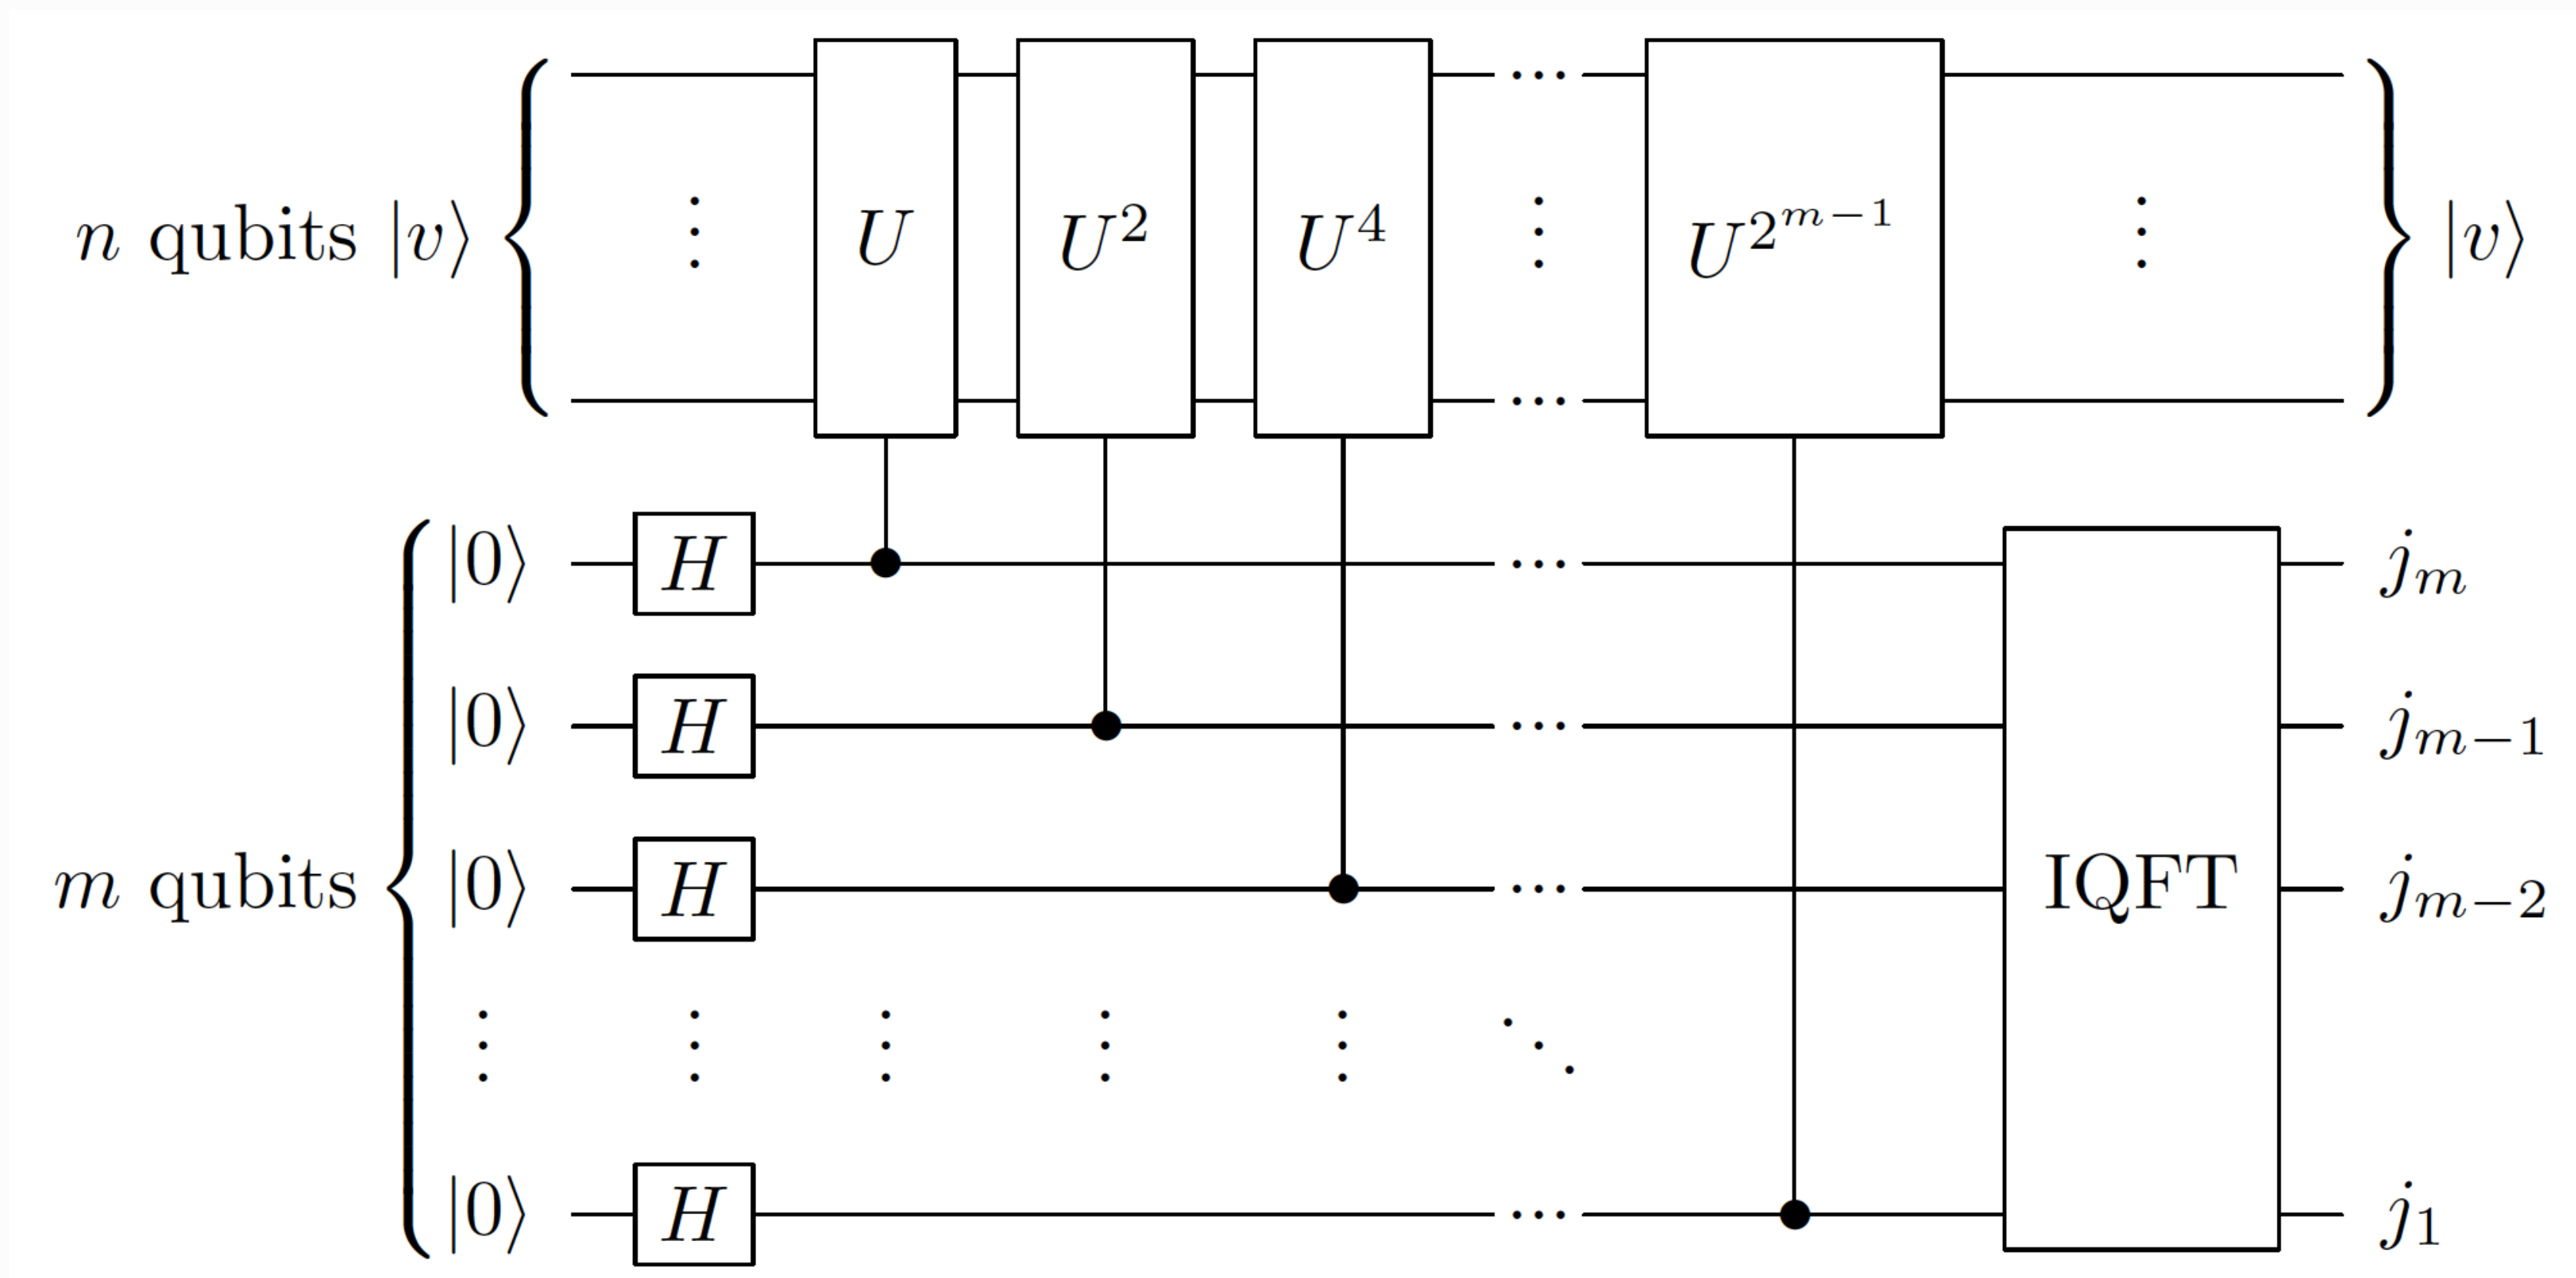 U U² U⁴ ⋯ U^{2^{m−1}}
n qubits |v⟩ |v⟩
|0⟩ H ⋯ j_m
|0⟩ H ⋯ j_{m−1}
m qubits |0⟩ H ⋯ IQFT j_{m−2}
|0⟩ H ⋯ j_1